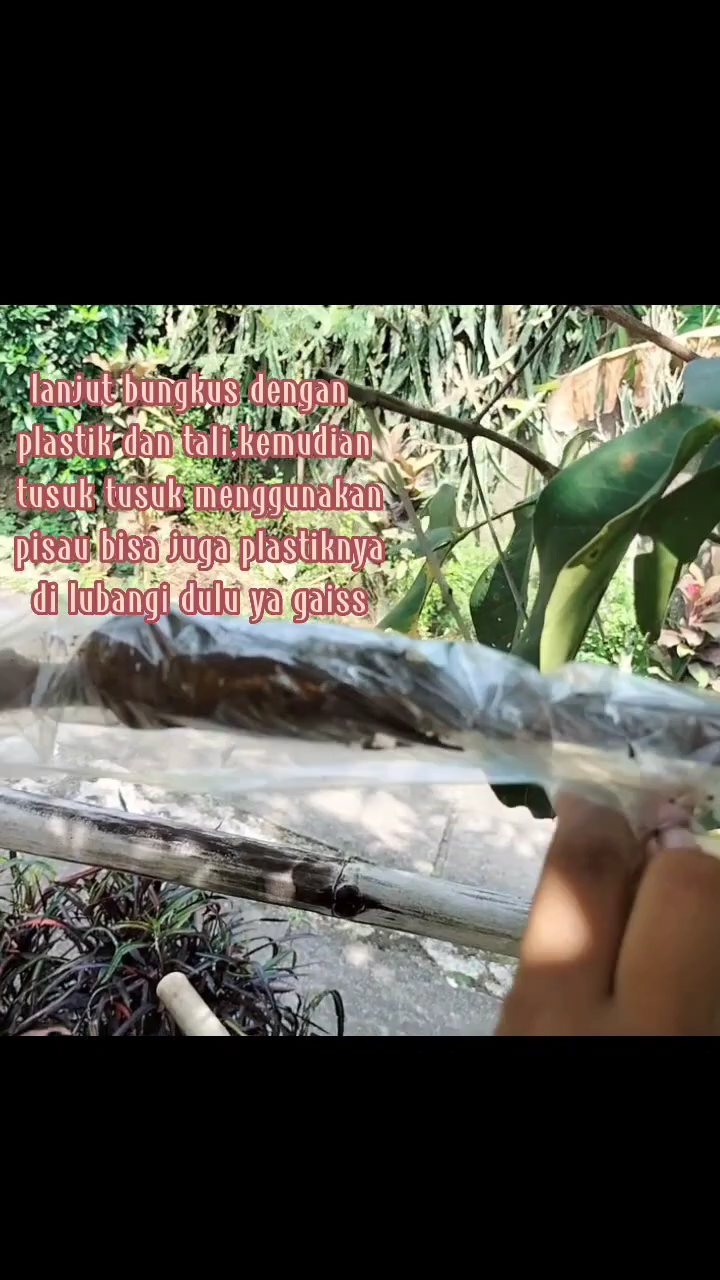 lanjut bungkus dengan
plastik dan tali,kemudian
tusuk tusuk menggunakan
pisau bisa juga plastiknya
di lubangi dulu ya gaiss